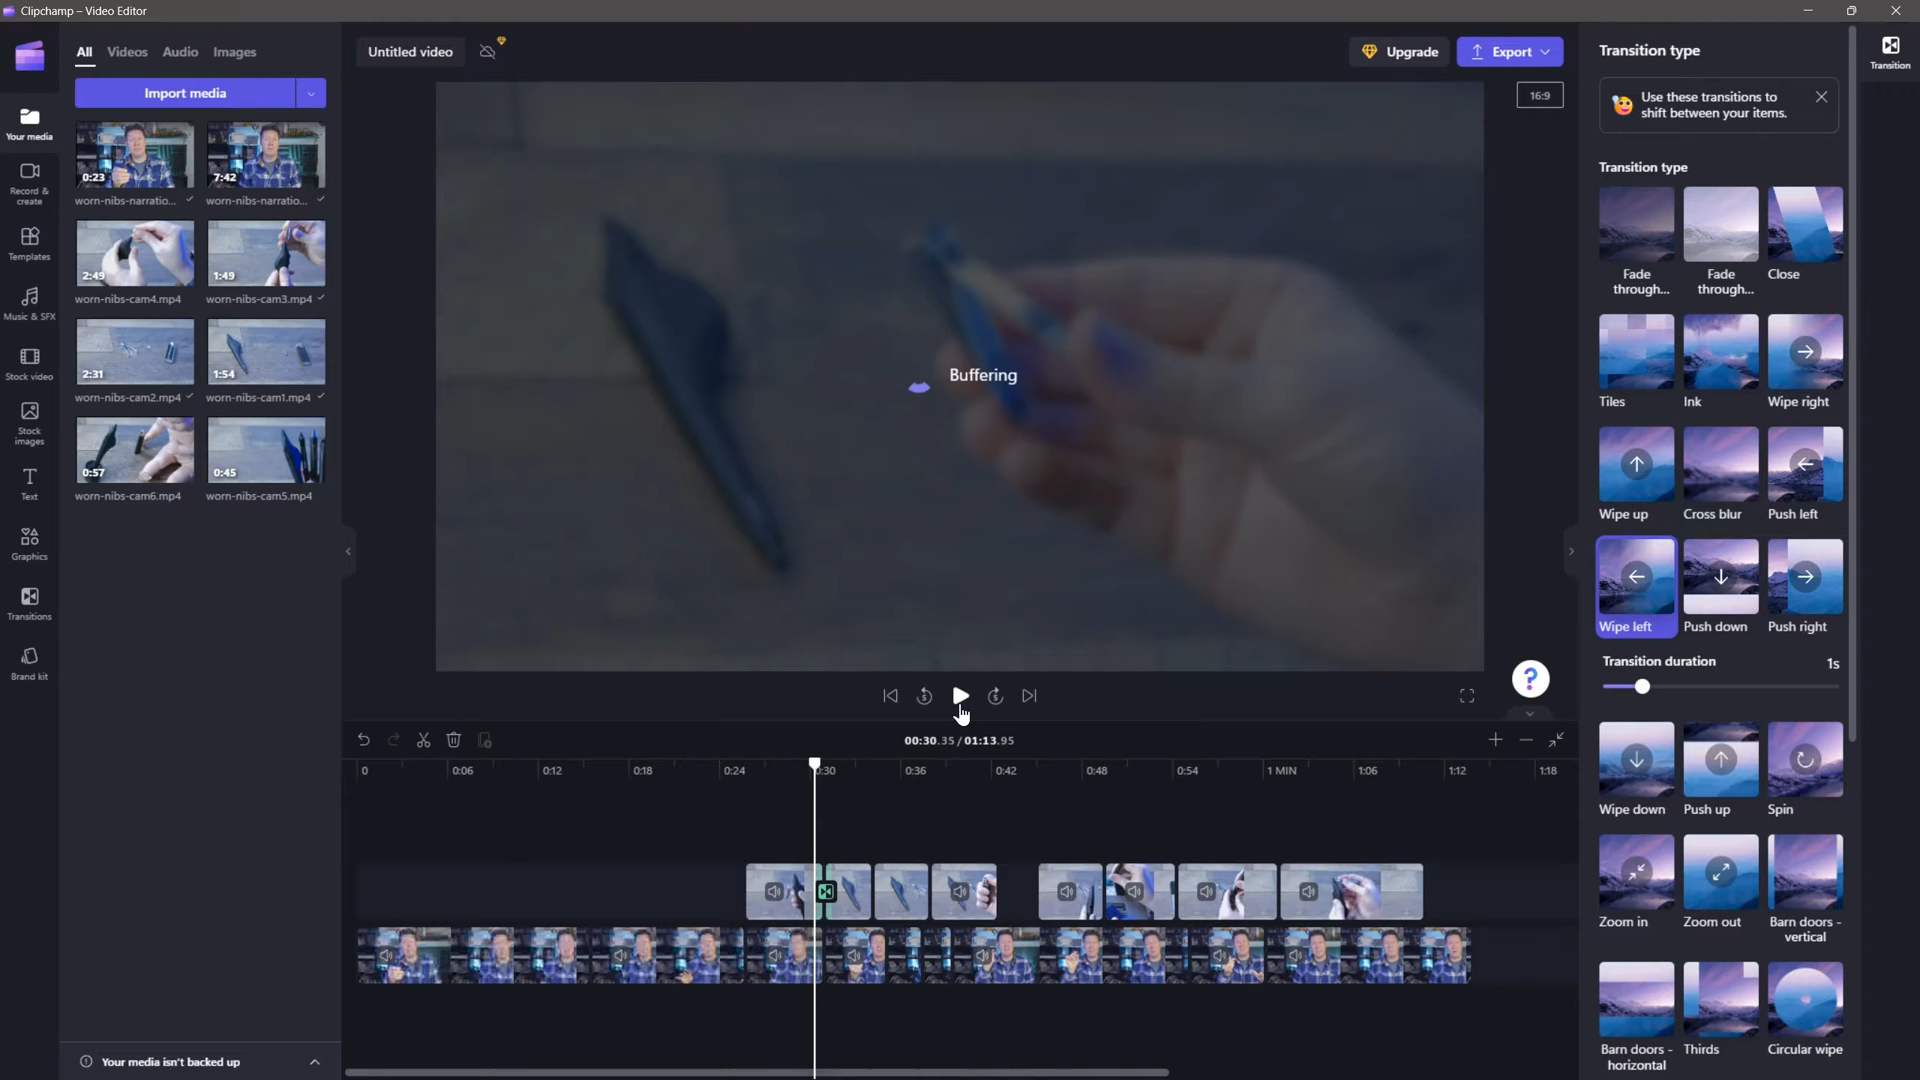 Clipchamp – Video Editor
All Videos Audio Images
Import media
Your media
Record &
create
Templates
Music & SFX
Stock video
Stock
images
Text
Graphics
Transitions
Brand kit
0:23
7:42
worn-nibs-narratio... worn-nibs-narratio...
2:49
1:49
worn-nibs-cam4.mp4 worn-nibs-cam3.mp4
2:31
1:54
worn-nibs-cam2.mp4 worn-nibs-cam1.mp4
0:57
0:45
worn-nibs-cam6.mp4 worn-nibs-cam5.mp4
Your media isn't backed up
Untitled video
Upgrade
Export
16:9
Buffering
5
5
?
00:30.35 / 01:13.95
0 0:06 0:12 0:18 0:24 0:30 0:36 0:42 0:48 0:54 1 MIN 1:06 1:12 1:18
Transition type
Transition
Use these transitions to
shift between your items.
Transition type
Fade
through...
Fade
through...
Close
Tiles Ink Wipe right
Wipe up Cross blur Push left
Wipe left Push down Push right
Transition duration 1s
Wipe down Push up Spin
Zoom in Zoom out Barn doors -
vertical
Barn doors -
horizontal
Thirds Circular wipe